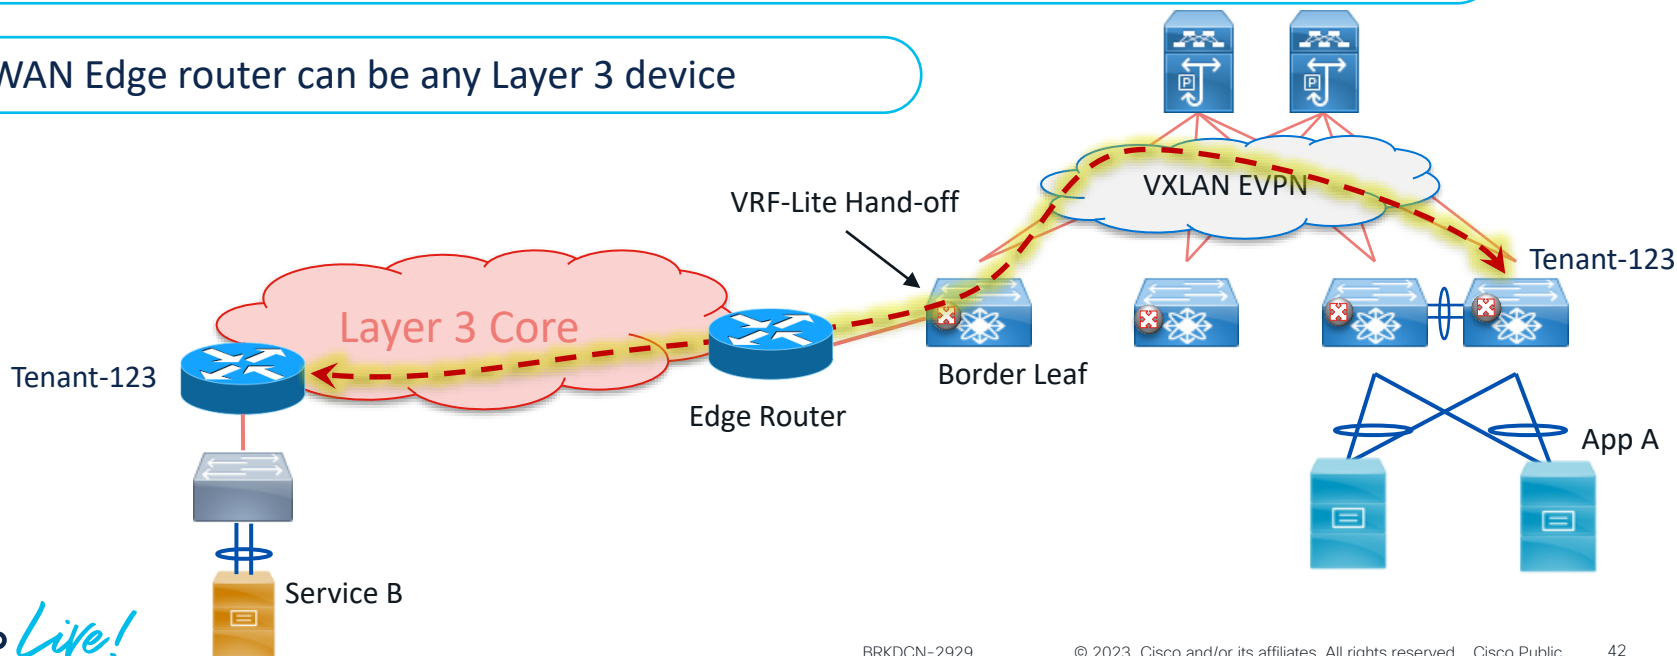 WAN Edge router can be any Layer 3 device
VXLAN EVPN
VRF-Lite Hand-off
Tenant-123
Layer 3 Core
Tenant-123
Border Leaf
Edge Router
App A
Service B
Live!
BRKDCN-2929
© 2023 Cisco and/or its affiliates. All rights reserved. Cisco Public
42